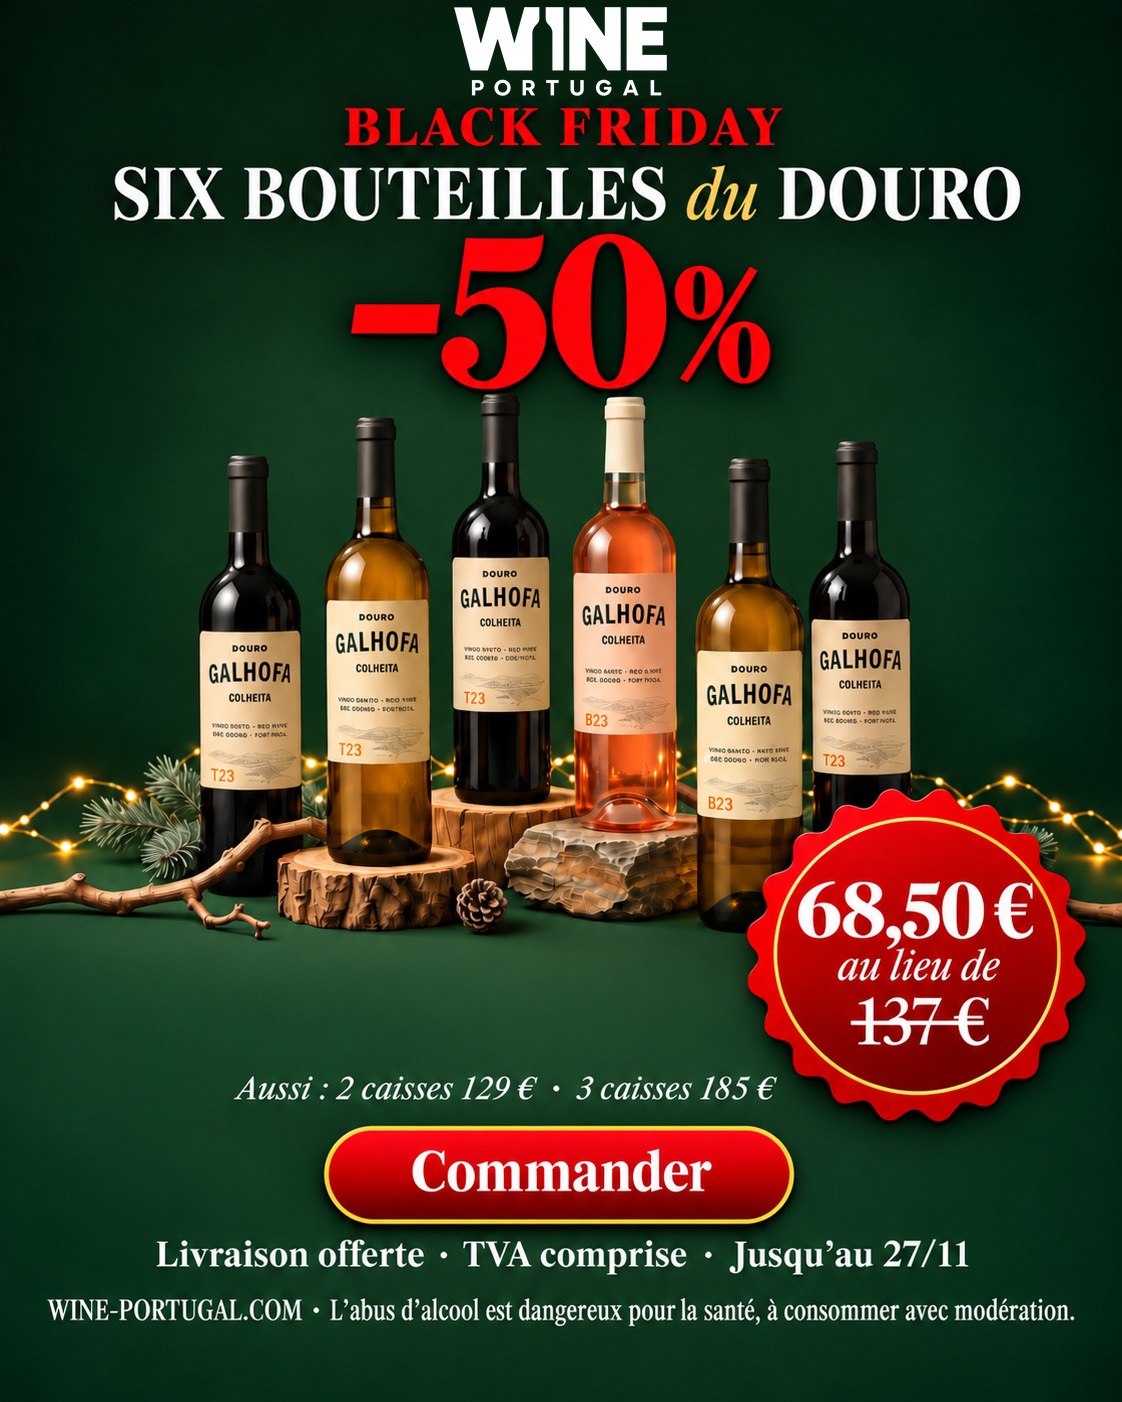 WINE
PORTUGAL
BLACK FRIDAY
SIX BOUTEILLES du DOURO
-50%
DOURO
GALHOFA
COLHEITA
T23
DOURO
GALHOFA
COLHEITA
T23
DOURO
GALHOFA
COLHEITA
T23
DOURO
GALHOFA
COLHEITA
B23
DOURO
GALHOFA
COLHEITA
B23
DOURO
GALHOFA
COLHEITA
T23
68,50 €
au lieu de
137 €
Aussi : 2 caisses 129 € · 3 caisses 185 €
Commander
Livraison offerte · TVA comprise · Jusqu’au 27/11
WINE-PORTUGAL.COM · L’abus d’alcool est dangereux pour la santé, à consommer avec modération.